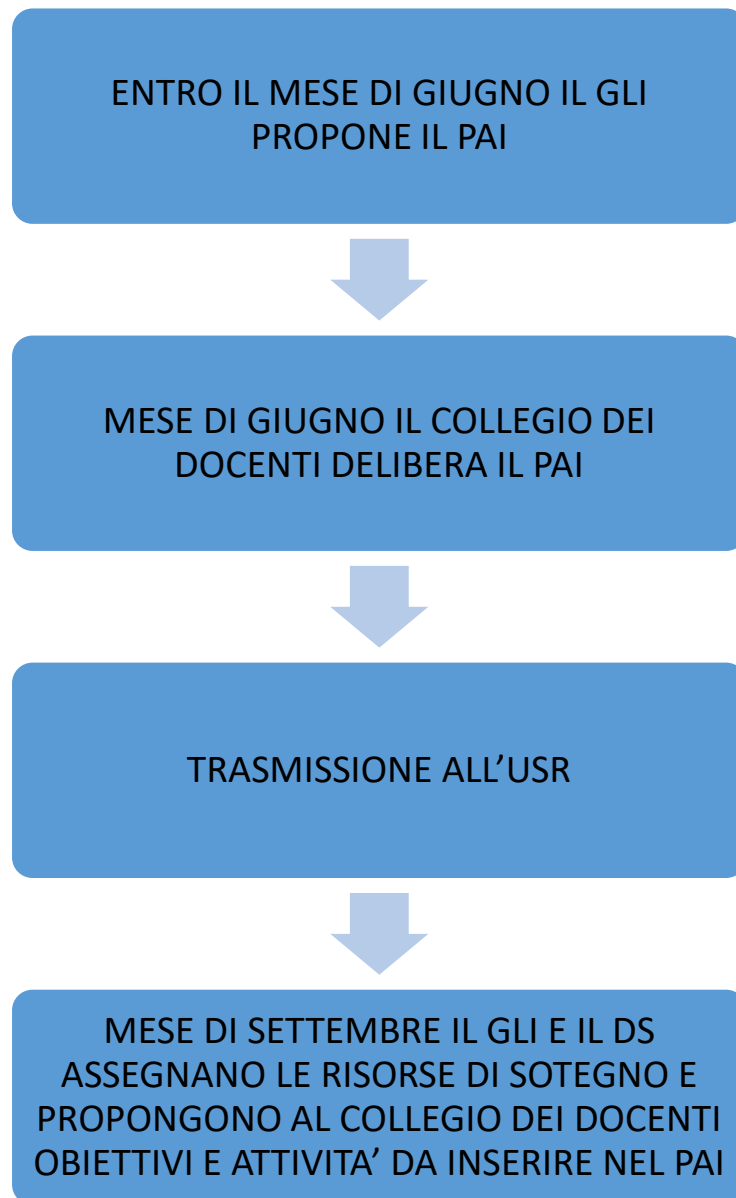 ENTRO IL MESE DI GIUGNO IL GLI
PROPONE IL PAI
MESE DI GIUGNO IL COLLEGIO DEI
DOCENTI DELIBERA IL PAI
TRASMISSIONE ALL’USR
MESE DI SETTEMBRE IL GLI E IL DS
ASSEGNANO LE RISORSE DI SOTEGNO E
PROPONGONO AL COLLEGIO DEI DOCENTI
OBIETTIVI E ATTIVITA’ DA INSERIRE NEL PAI